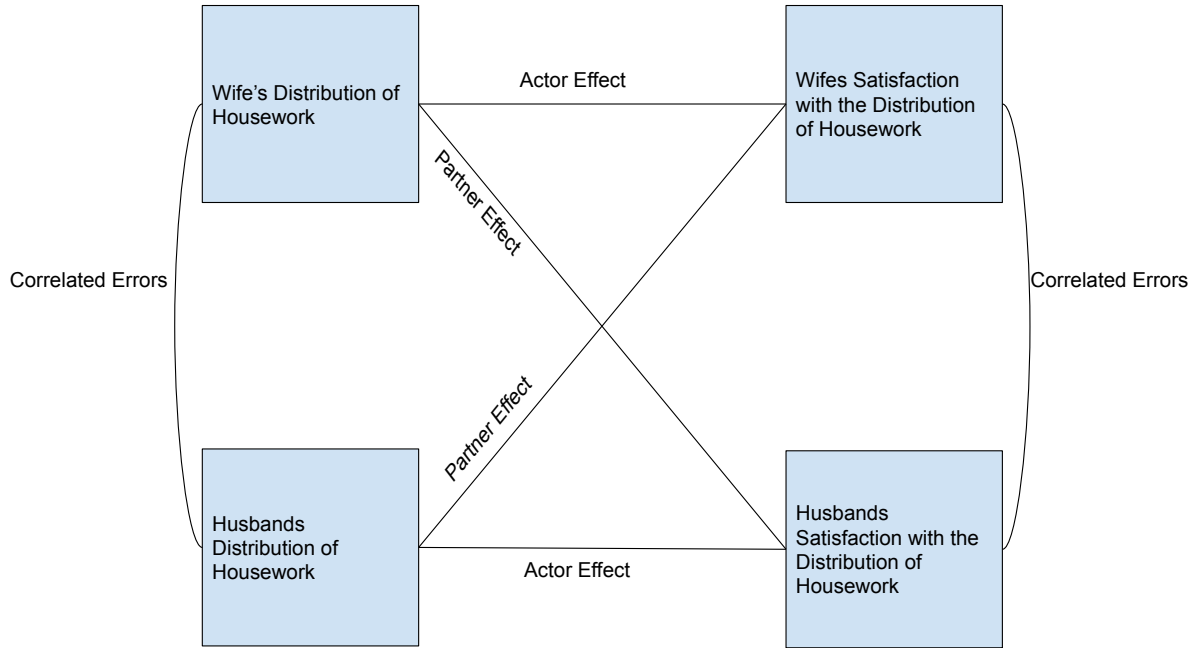 Actor Effect
Wife's Distribution of
Housework
Wifes Satisfaction
with the Distribution
of Housework
Partner Effect
Correlated Errors
Correlated Errors
Partner Effect
Husbands
Distribution of
Housework
Husbands
Satisfaction with the
Distribution of
Housework
Actor Effect